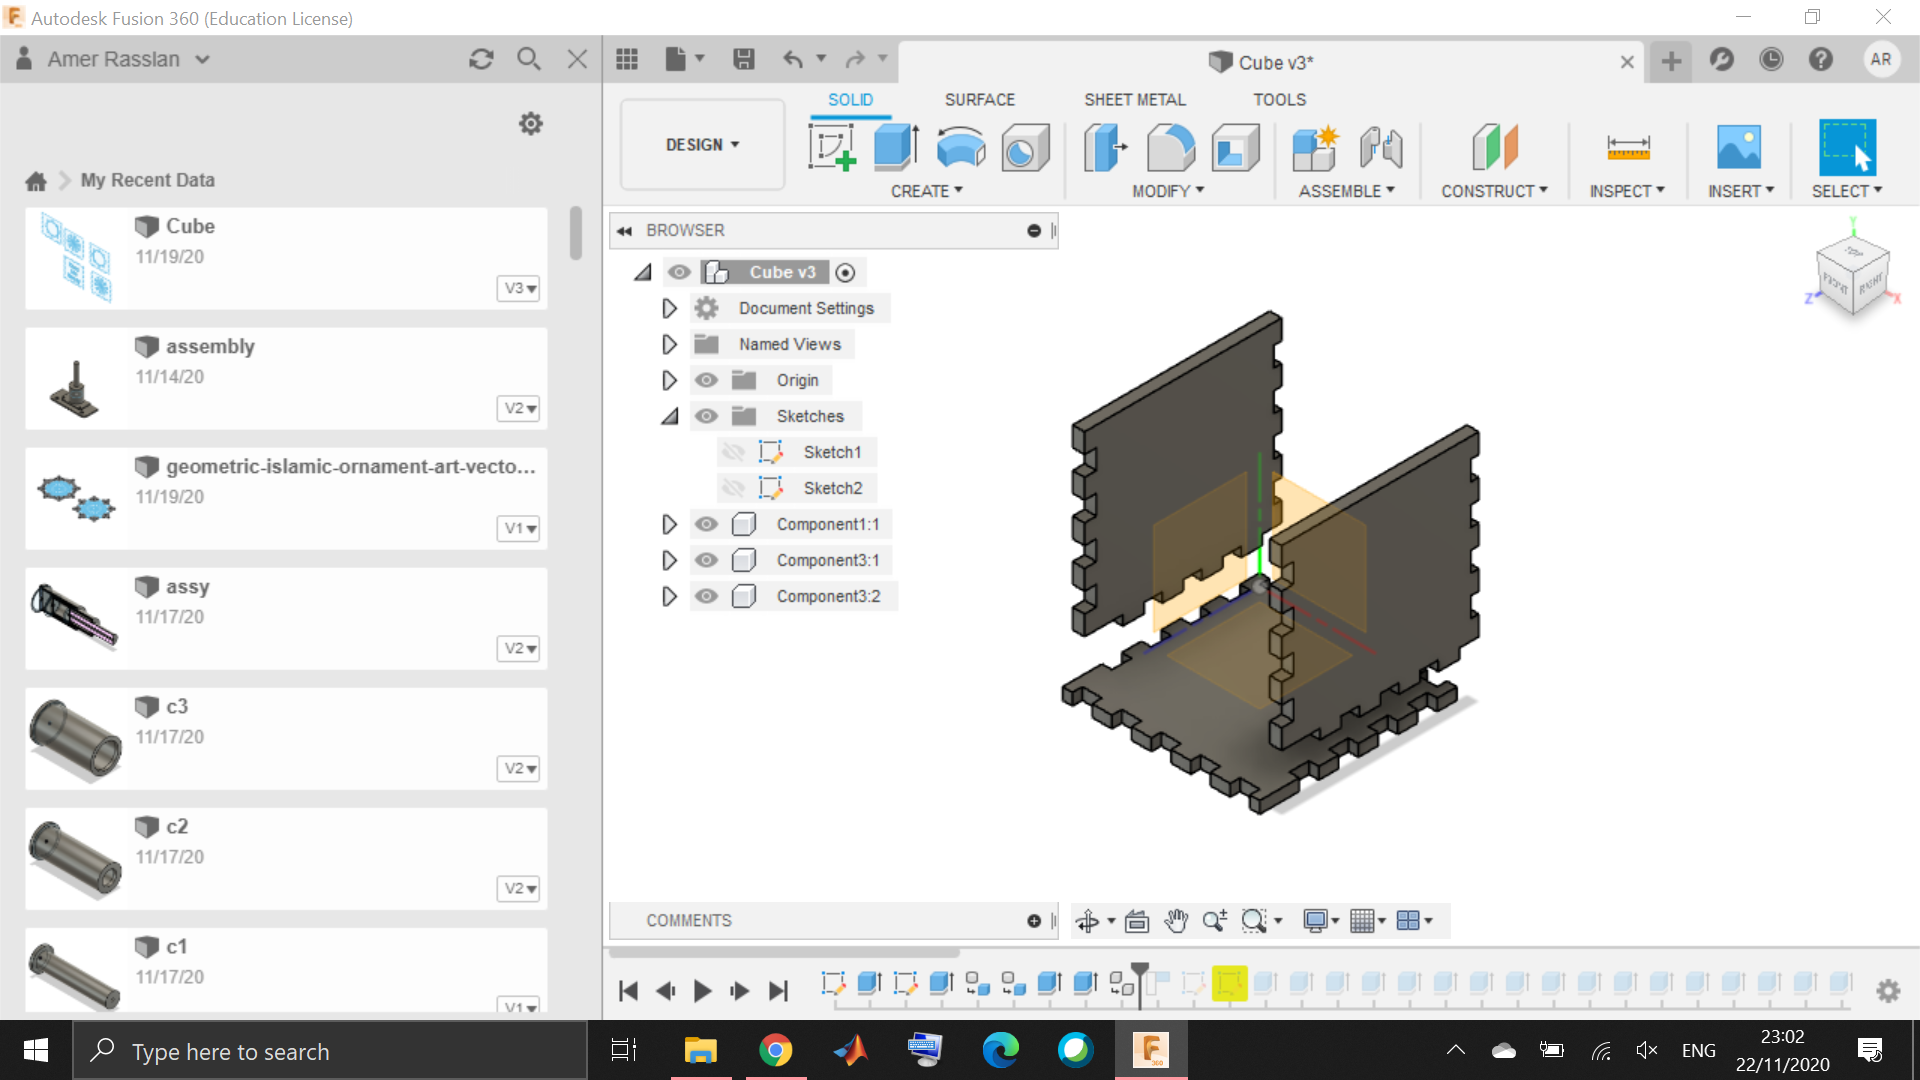 Autodesk Fusion 360 (Education License)
Amer Rasslan
Cube v3*
AR
SOLID
SURFACE
SHEET METAL
TOOLS
DESIGN
CREATE
MODIFY
ASSEMBLE
CONSTRUCT
INSPECT
INSERT
SELECT
My Recent Data
Cube
11/19/20
V3
assembly
11/14/20
V2
geometric-islamic-ornament-art-vecto...
11/19/20
V1
assy
11/17/20
V2
c3
11/17/20
V2
c2
11/17/20
V2
c1
11/17/20
V1
BROWSER
Cube v3
Document Settings
Named Views
Origin
Sketches
Sketch1
Sketch2
Component1:1
Component3:1
Component3:2
Y
TOP
FRONT
RIGHT
Z
X
COMMENTS
Type here to search
F
360
ENG
23:02
22/11/2020